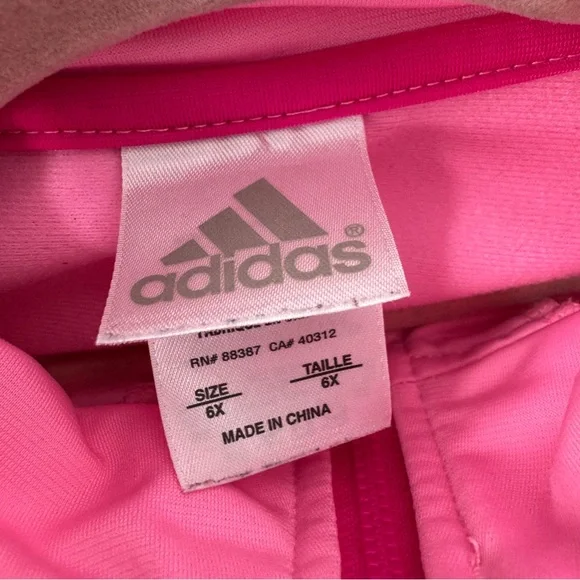 adidas®
RN# 88387 CA# 40312
SIZE TAILLE
6X 6X
MADE IN CHINA